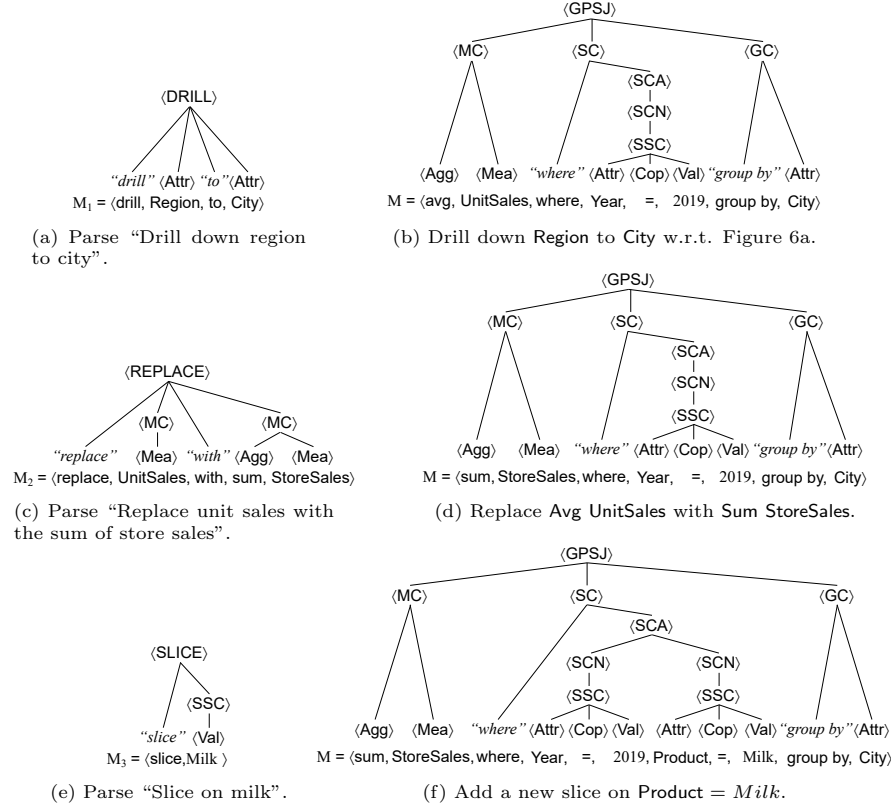 ⟨DRILL⟩
“drill” ⟨Attr⟩ “to” ⟨Attr⟩
M₁ = ⟨drill, Region, to, City⟩
(a) Parse “Drill down region
to city”.
⟨GPSJ⟩
⟨MC⟩ ⟨SC⟩ ⟨GC⟩
⟨SCA⟩
⟨SCN⟩
⟨SSC⟩
⟨Agg⟩ ⟨Mea⟩ “where” ⟨Attr⟩ ⟨Cop⟩ ⟨Val⟩ “group by” ⟨Attr⟩
M = ⟨avg, UnitSales, where, Year, =, 2019, group by, City⟩
(b) Drill down Region to City w.r.t. Figure 6a.
⟨REPLACE⟩
⟨MC⟩ ⟨MC⟩
“replace” ⟨Mea⟩ “with” ⟨Agg⟩ ⟨Mea⟩
M₂ = ⟨replace, UnitSales, with, sum, StoreSales⟩
(c) Parse “Replace unit sales with
the sum of store sales”.
⟨GPSJ⟩
⟨MC⟩ ⟨SC⟩ ⟨GC⟩
⟨SCA⟩
⟨SCN⟩
⟨SSC⟩
⟨Agg⟩ ⟨Mea⟩ “where” ⟨Attr⟩ ⟨Cop⟩ ⟨Val⟩ “group by” ⟨Attr⟩
M = ⟨sum, StoreSales, where, Year, =, 2019, group by, City⟩
(d) Replace Avg UnitSales with Sum StoreSales.
⟨SLICE⟩
⟨SSC⟩
“slice” ⟨Val⟩
M₃ = ⟨slice,Milk ⟩
(e) Parse “Slice on milk”.
⟨GPSJ⟩
⟨MC⟩ ⟨SC⟩ ⟨GC⟩
⟨SCA⟩
⟨SCN⟩ ⟨SCN⟩
⟨SSC⟩ ⟨SSC⟩
⟨Agg⟩ ⟨Mea⟩ “where” ⟨Attr⟩ ⟨Cop⟩ ⟨Val⟩ ⟨Attr⟩ ⟨Cop⟩ ⟨Val⟩ “group by” ⟨Attr⟩
M = ⟨sum, StoreSales, where, Year, =, 2019, Product, =, Milk, group by, City⟩
(f) Add a new slice on Product = Milk.